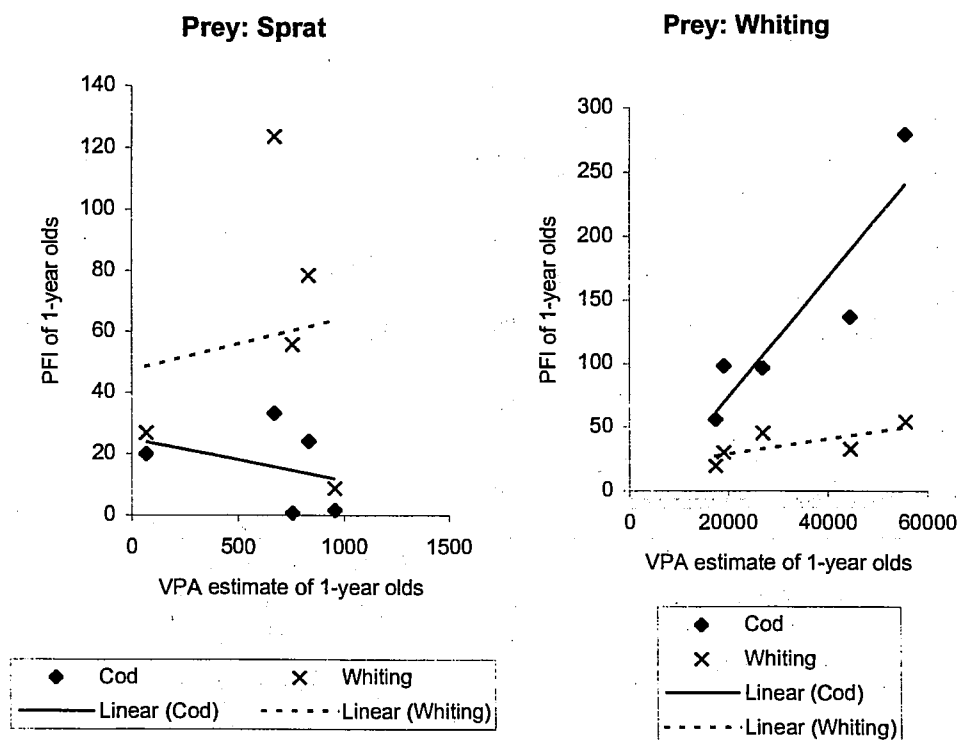 Prey: Sprat
140
120
100
80
60
40
20
0
PFI of 1-year olds
0 500 1000 1500
VPA estimate of 1-year olds
Cod Whiting
Linear (Cod) Linear (Whiting)
Prey: Whiting
300
250
200
150
100
50
0
PFI of 1-year olds
0 20000 40000 60000
VPA estimate of 1-year olds
Cod
Whiting
Linear (Cod)
Linear (Whiting)